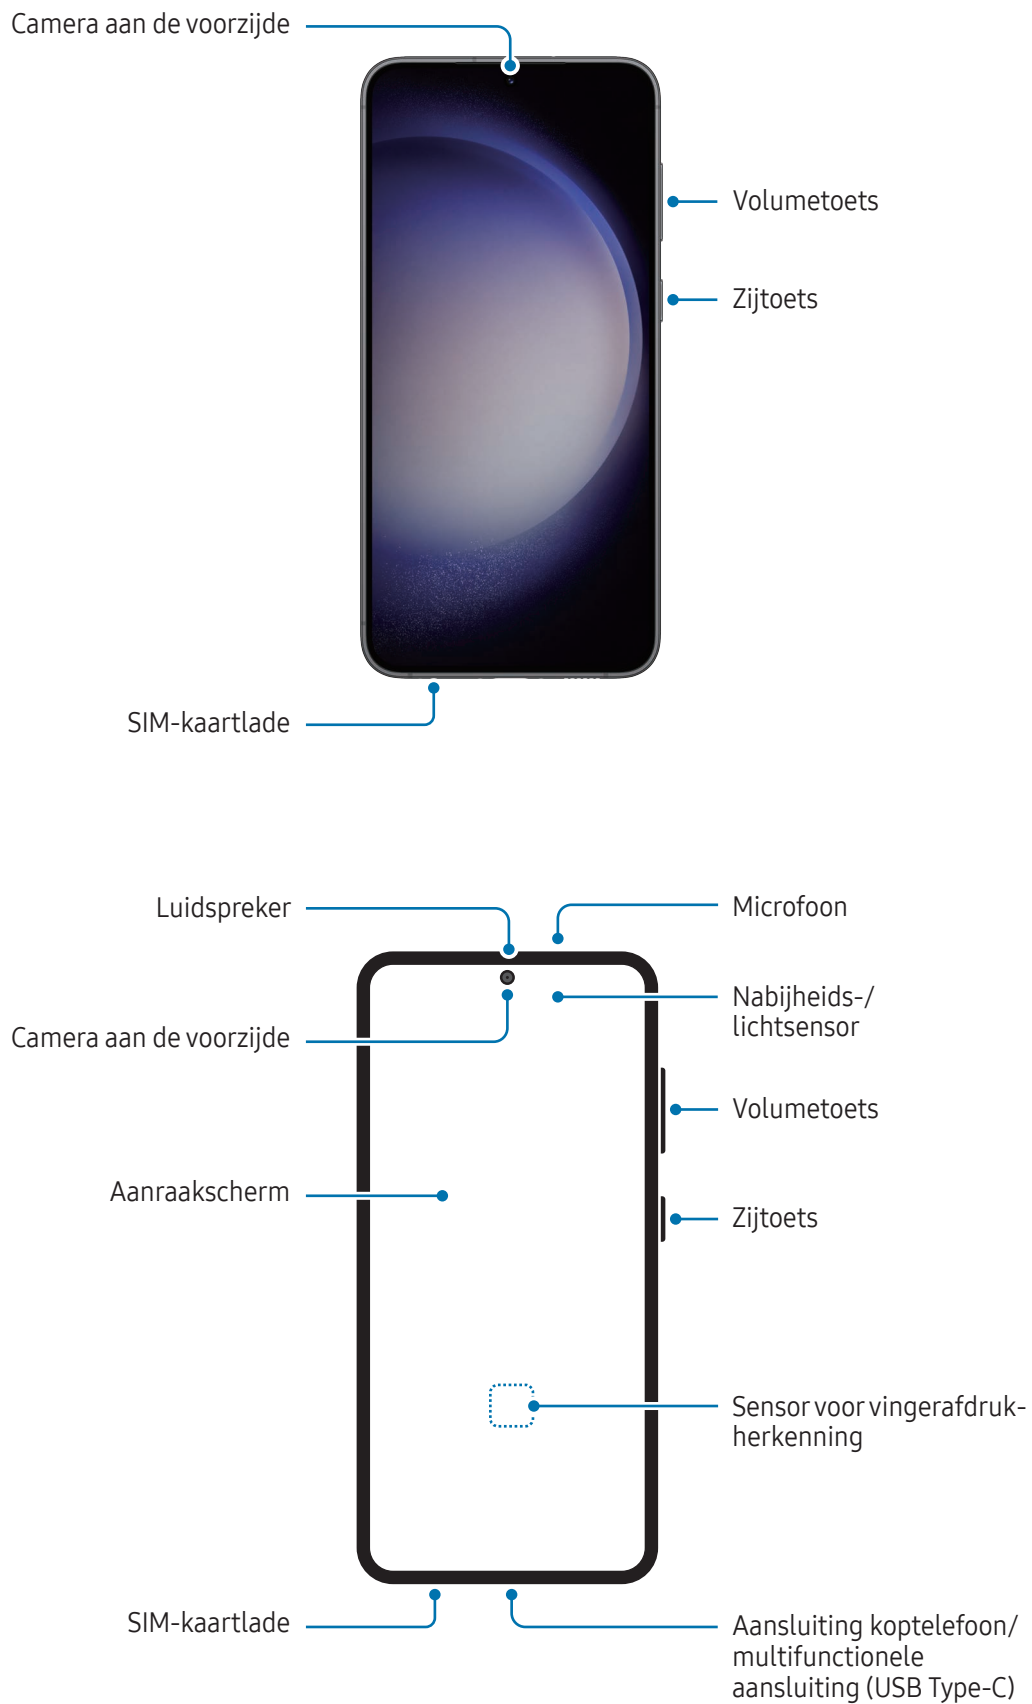 Camera aan de voorzijde
Volumetoets
Zijtoets
SIM-kaartlade
Luidspreker
Microfoon
Nabijheids-/
lichtsensor
Camera aan de voorzijde
Volumetoets
Aanraakscherm
Zijtoets
Sensor voor vingerafdruk-
herkenning
SIM-kaartlade
Aansluiting koptelefoon/
multifunctionele
aansluiting (USB Type-C)